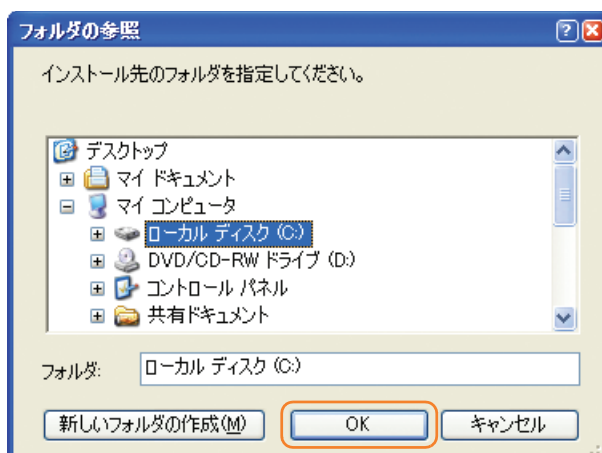 フォルダの参照
インストール先のフォルダを指定してください。
デスクトップ
マイ ドキュメント
マイ コンピュータ
ローカル ディスク (C:)
DVD/CD-RW ドライブ (D:)
コントロール パネル
共有ドキュメント
フォルダ: ローカル ディスク (C:)
新しいフォルダの作成(M) OK キャンセル